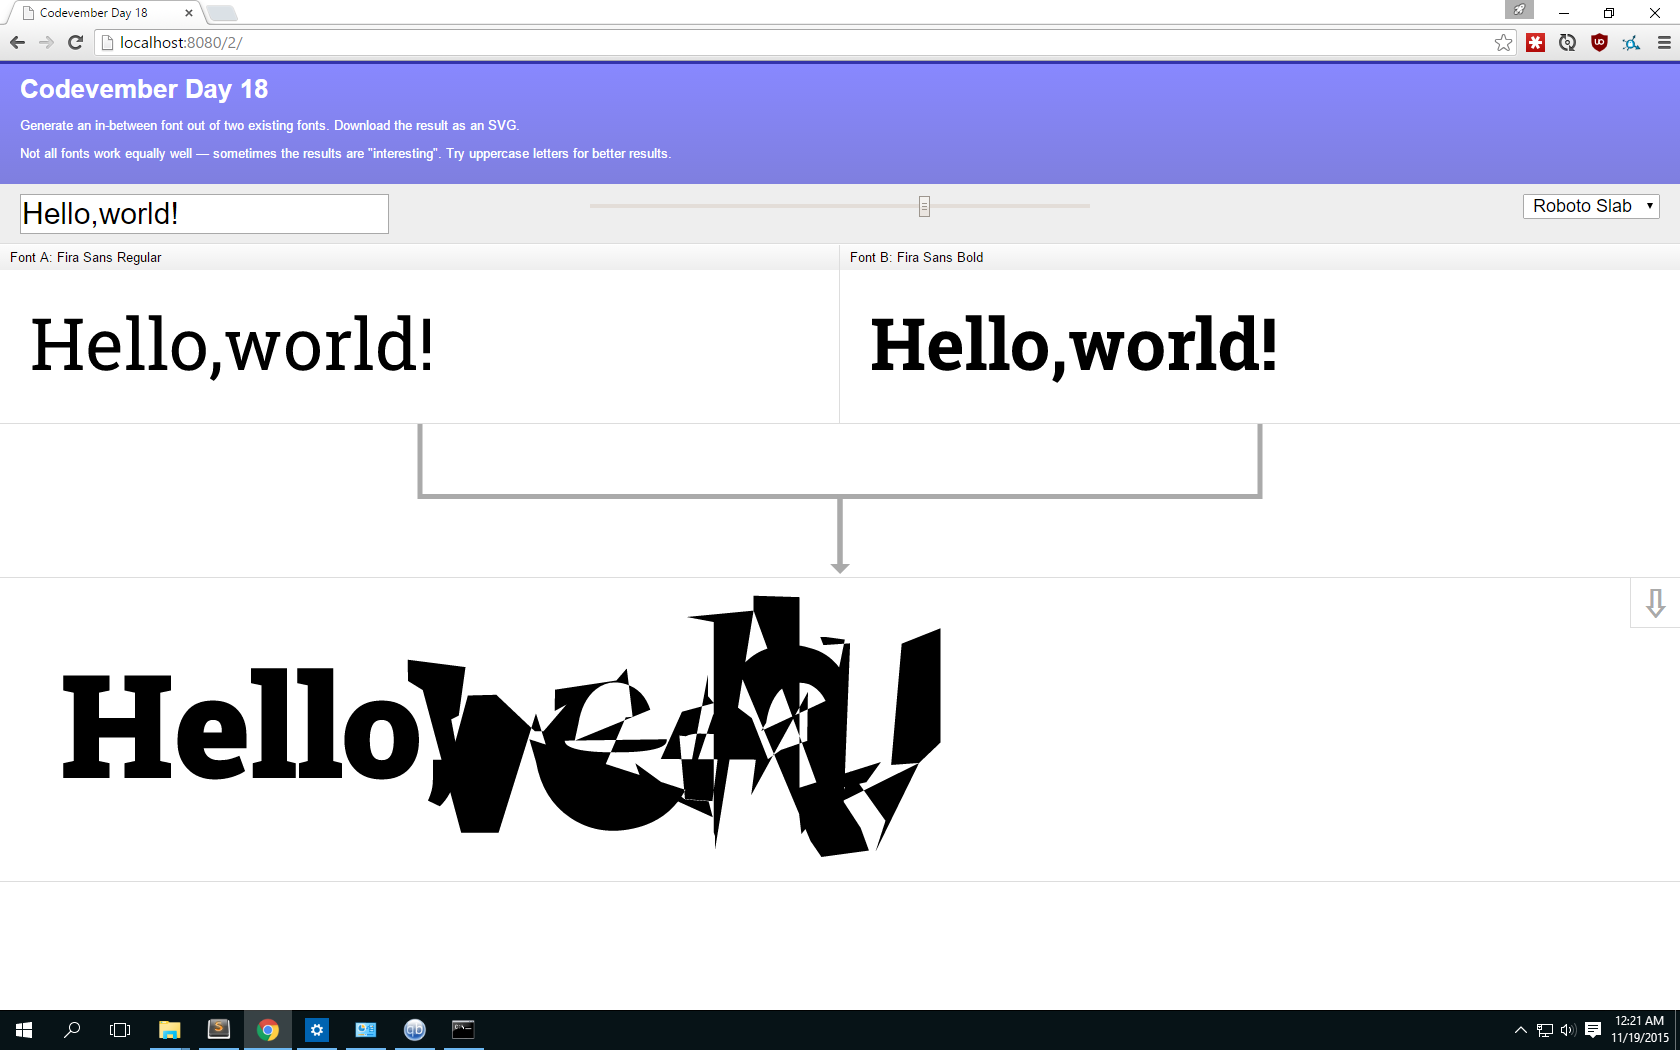 Codevember Day 18
localhost:8080/2/
Codevember Day 18
Generate an in-between font out of two existing fonts. Download the result as an SVG.
Not all fonts work equally well — sometimes the results are "interesting". Try uppercase letters for better results.
Hello,world!
Roboto Slab
Font A: Fira Sans Regular
Font B: Fira Sans Bold
Hello,world!
Hello,world!
Hello
12:21 AM
11/19/2015